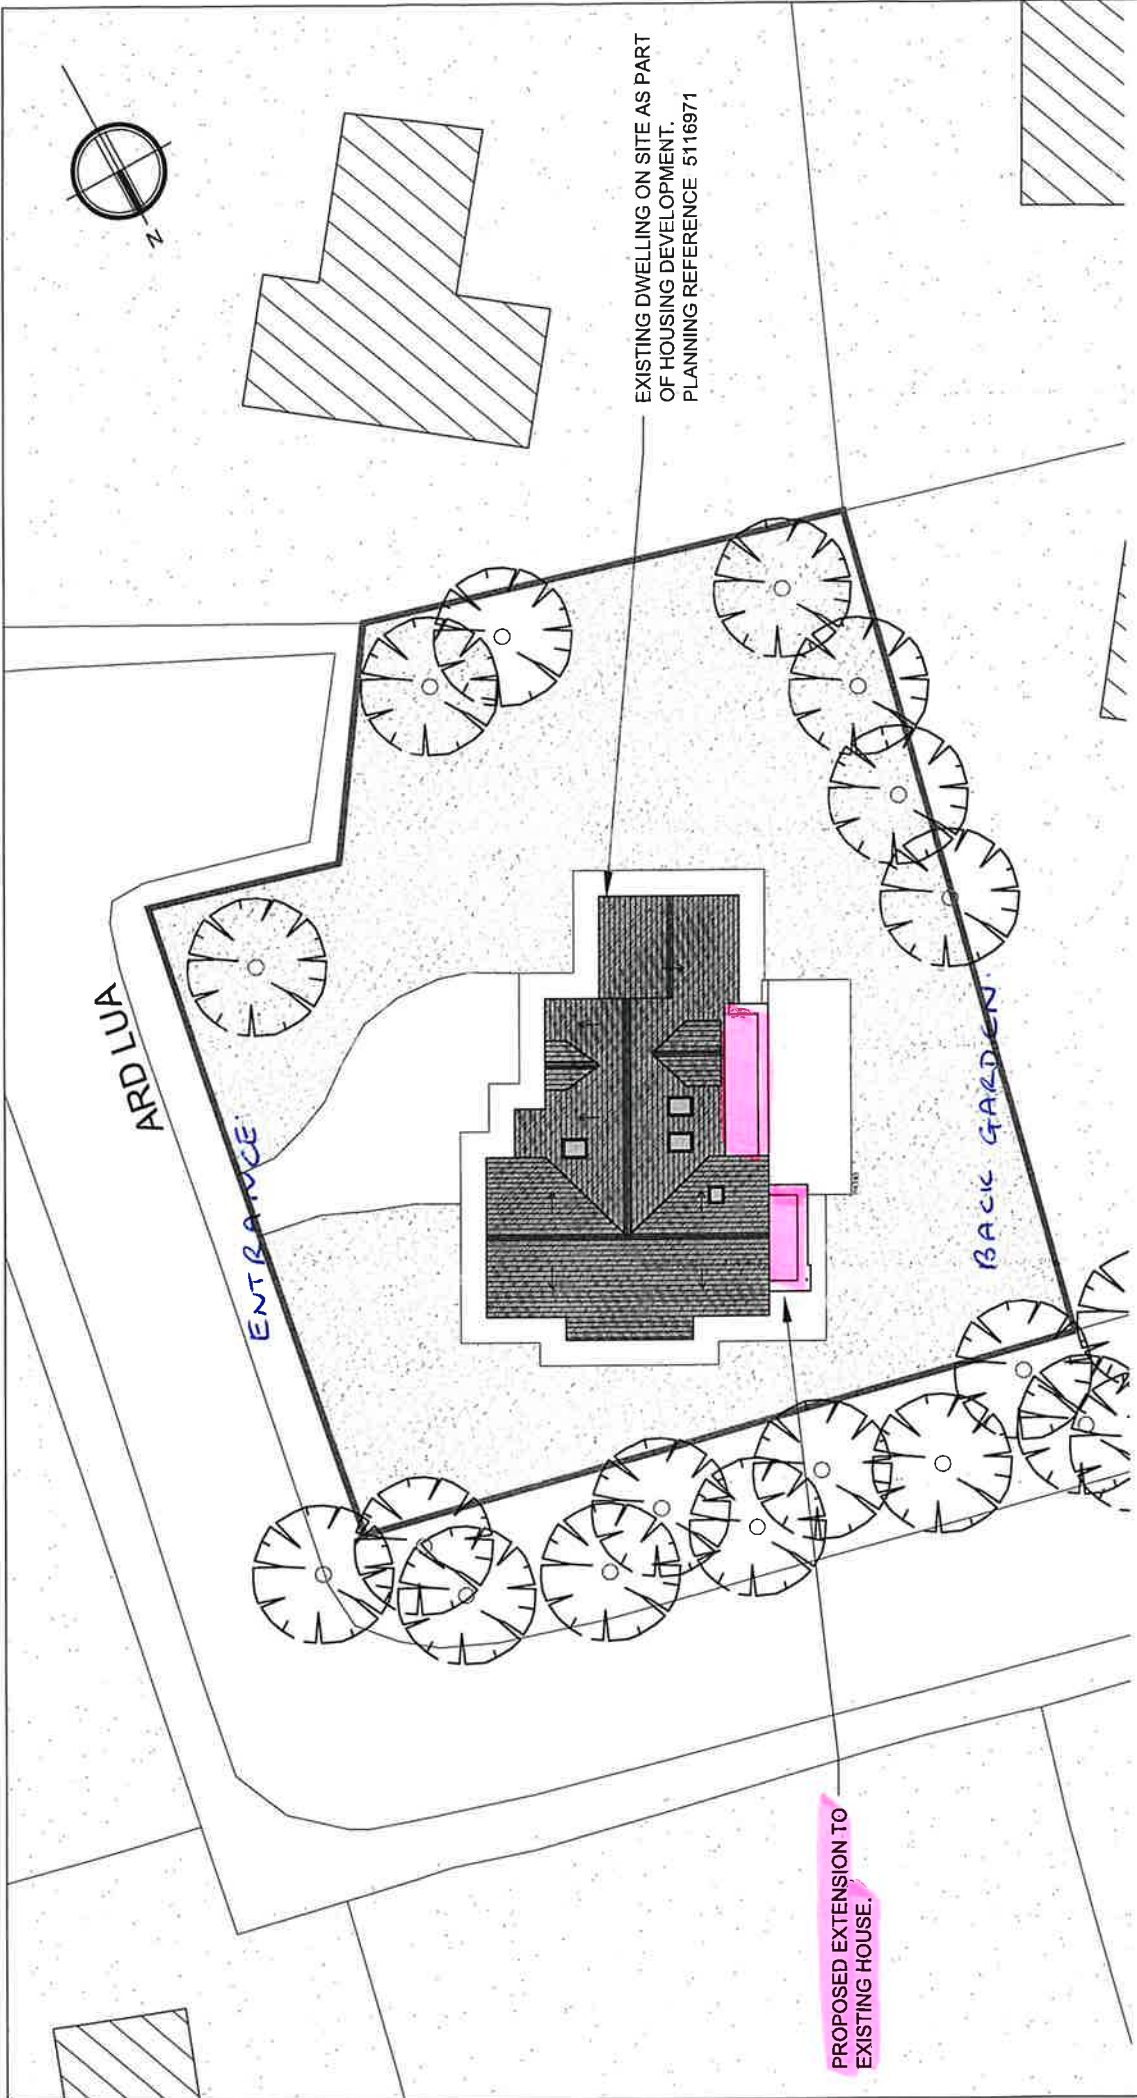 N
EXISTING DWELLING ON SITE AS PART
OF HOUSING DEVELOPMENT.
PLANNING REFERENCE 5116971
ARD LUA
ENTRANCE.
BACK GARDEN.
PROPOSED EXTENSION TO
EXISTING HOUSE.